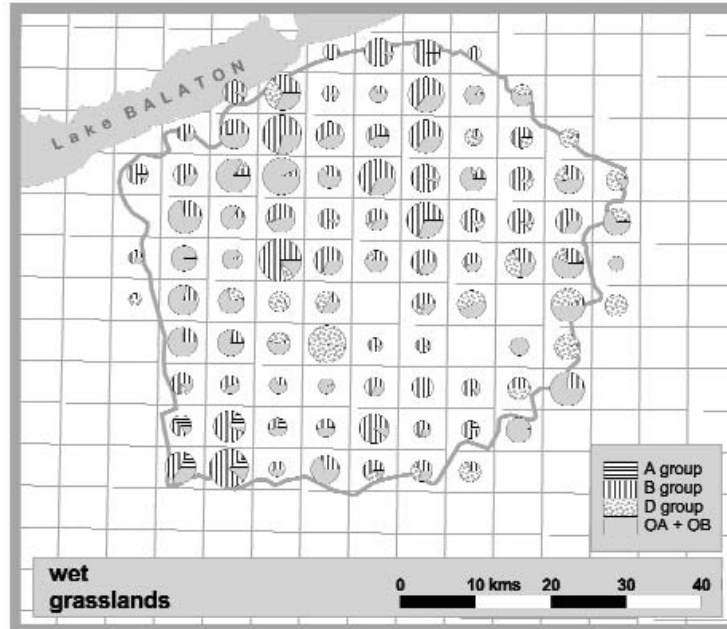 Lake BALATON
A group
B group
D group
OA + OB
wet
grasslands
0 10 kms 20 30 40